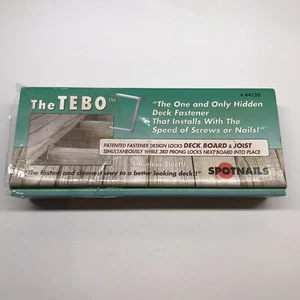 # 44120
The TEBO™
"The One and Only Hidden
Deck Fastener
That Installs With The
Speed of Screws or Nails!"
PATENTED FASTENER DESIGN LOCKS DECK BOARD & JOIST
SIMULTANEOUSLY WHILE 3RD PRONG LOCKS NEXT BOARD INTO PLACE
Stainless Steel!
"The fastest and cleanest way to a better looking deck!"
SPOTNAILS